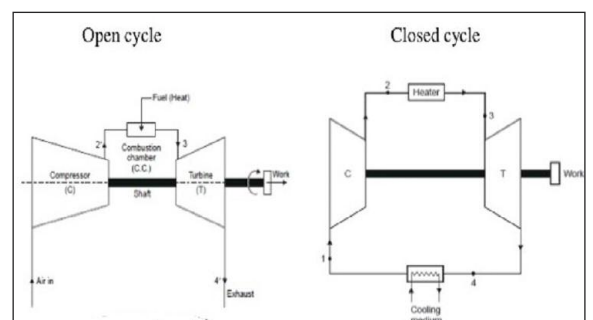 Open cycle
Closed cycle
Fuel (Heat)
2'
Combustion
chamber
(C.C.)
3
Compressor
(C)
Turbine
(T)
Shaft
Work
Air in
4'
Exhaust
2
Heater
3
C
T
Work
1
4
Cooling
medium